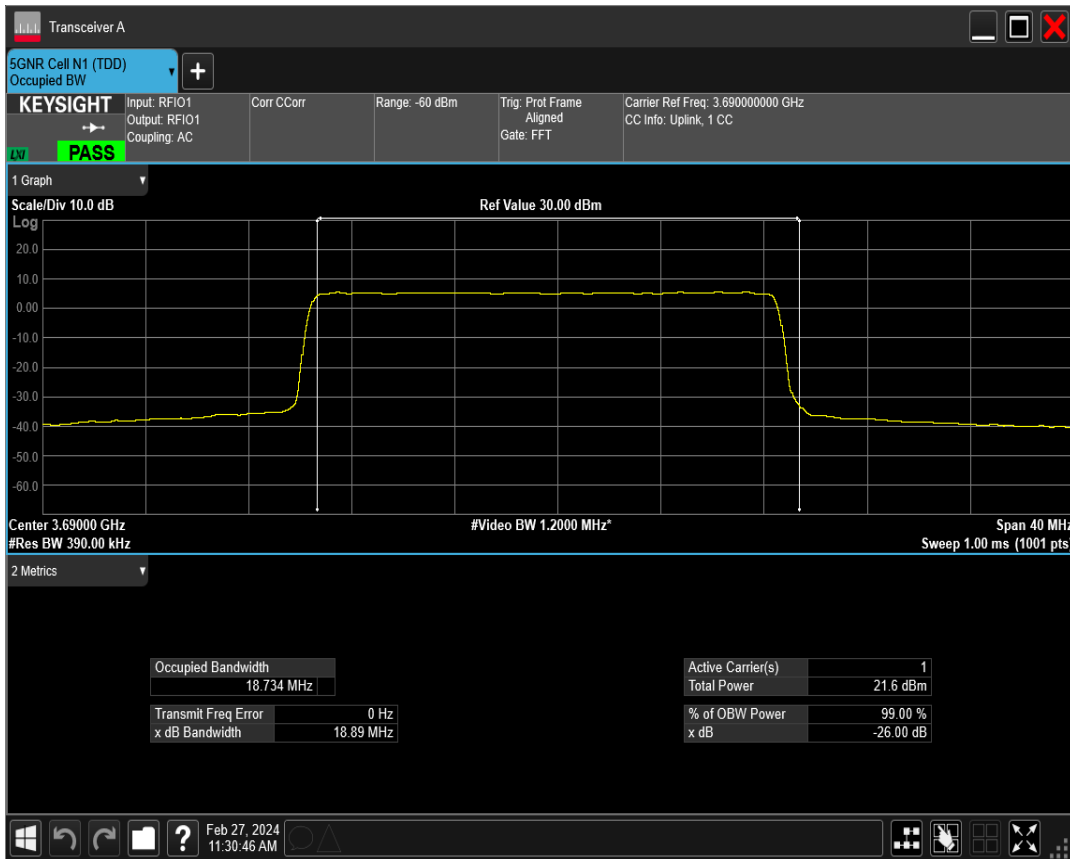 Transceiver A
5GNR Cell N1 (TDD)
Occupied BW
KEYSIGHT
LXI
PASS
Input: RFIO1
Output: RFIO1
Coupling: AC
Corr CCorr
Range: -60 dBm
Trig: Prot Frame
Aligned
Gate: FFT
Carrier Ref Freq: 3.690000000 GHz
CC Info: Uplink, 1 CC
1 Graph
Scale/Div 10.0 dB
Ref Value 30.00 dBm
Log
20.0
10.0
0.00
-10.0
-20.0
-30.0
-40.0
-50.0
-60.0
Center 3.69000 GHz
#Video BW 1.2000 MHz*
Span 40 MHz
#Res BW 390.00 kHz
Sweep 1.00 ms (1001 pts)
2 Metrics
Occupied Bandwidth
18.734 MHz
Transmit Freq Error 0 Hz
x dB Bandwidth 18.89 MHz
Active Carrier(s) 1
Total Power 21.6 dBm
% of OBW Power 99.00 %
x dB -26.00 dB
?
Feb 27, 2024
11:30:46 AM